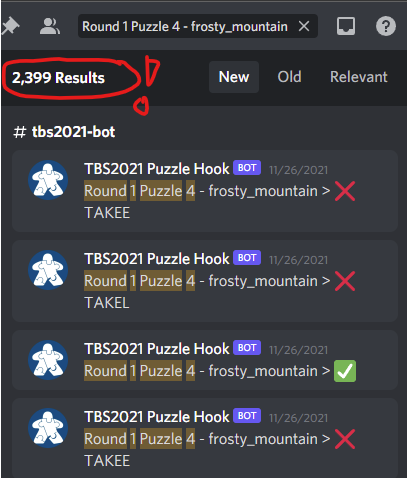 Round 1 Puzzle 4 - frosty_mountain
2,399 Results
!
New
Old
Relevant
# tbs2021-bot
TBS2021 Puzzle Hook BOT 11/26/2021
Round 1 Puzzle 4 - frosty_mountain > ❌
TAKEE
TBS2021 Puzzle Hook BOT 11/26/2021
Round 1 Puzzle 4 - frosty_mountain > ❌
TAKEL
TBS2021 Puzzle Hook BOT 11/26/2021
Round 1 Puzzle 4 - frosty_mountain > ✅
TBS2021 Puzzle Hook BOT 11/26/2021
Round 1 Puzzle 4 - frosty_mountain > ❌
TAKEE